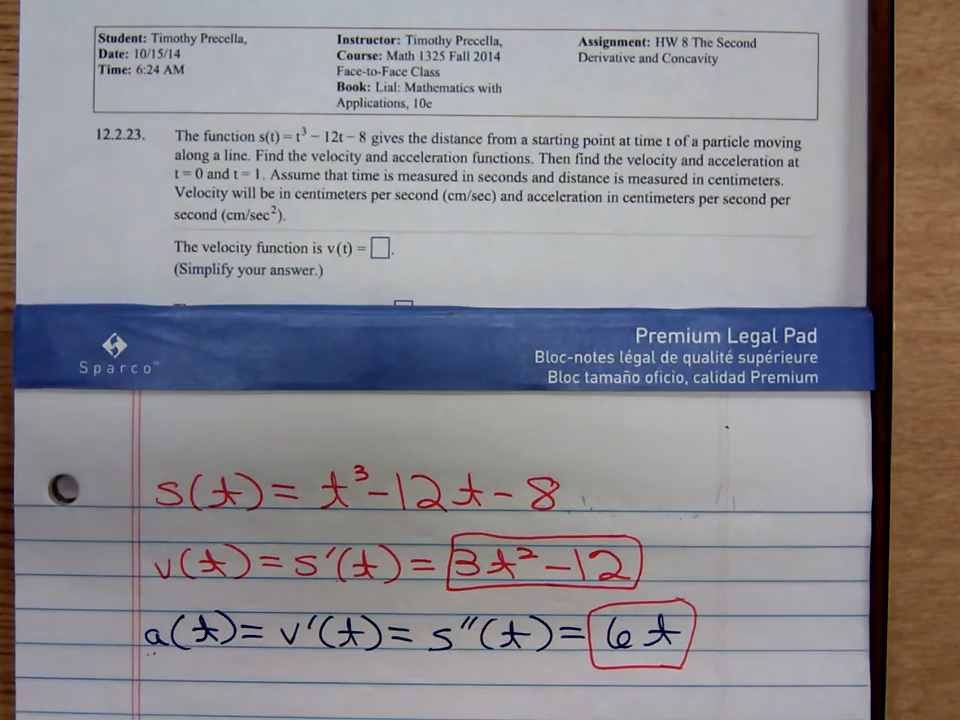 Student: Timothy Precella,
Date: 10/15/14
Time: 6:24 AM
Instructor: Timothy Precella,
Course: Math 1325 Fall 2014
Face-to-Face Class
Book: Lial: Mathematics with
Applications, 10e
Assignment: HW 8 The Second
Derivative and Concavity
12.2.23. The function s(t) = t³ − 12t − 8 gives the distance from a starting point at time t of a particle moving
along a line. Find the velocity and acceleration functions. Then find the velocity and acceleration at
t = 0 and t = 1. Assume that time is measured in seconds and distance is measured in centimeters.
Velocity will be in centimeters per second (cm/sec) and acceleration in centimeters per second per
second (cm/sec²).
The velocity function is v(t) = □.
(Simplify your answer.)
Sparco™
Premium Legal Pad
Bloc-notes légal de qualité supérieure
Bloc tamaño oficio, calidad Premium
s(t) = t³ - 12t - 8
v(t) = s'(t) = 3t² - 12
a(t) = v'(t) = s''(t) = 6t